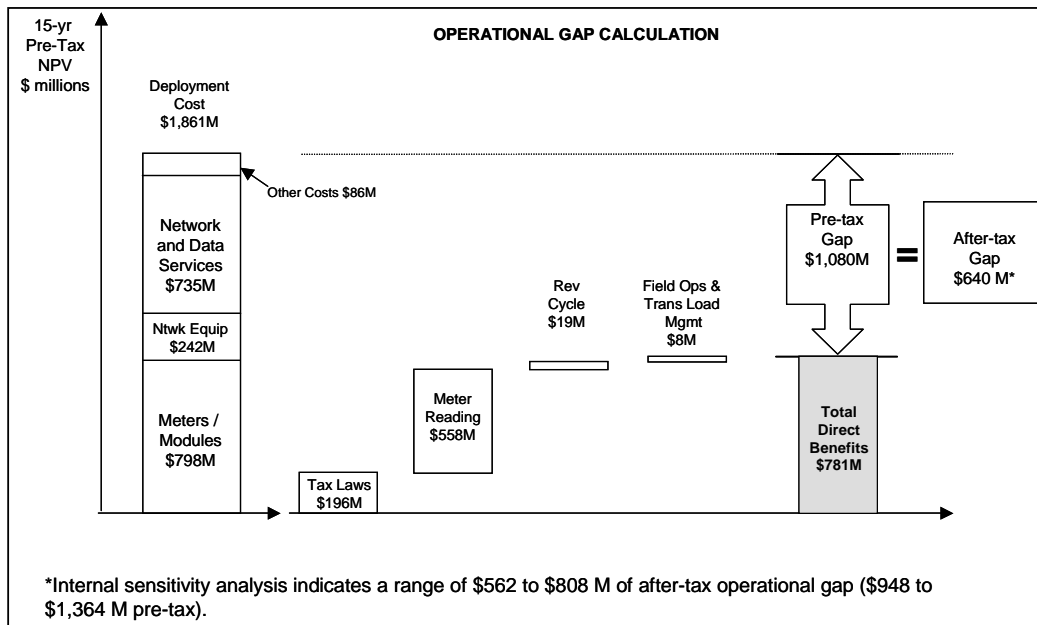 15-yr
Pre-Tax
NPV
$ millions
OPERATIONAL GAP CALCULATION
Deployment
Cost
$1,861M
Other Costs $86M
Network
and Data
Services
$735M
Ntwk Equip
$242M
Meters /
Modules
$798M
Tax Laws
$196M
Meter
Reading
$558M
Rev
Cycle
$19M
Field Ops &
Trans Load
Mgmt
$8M
Pre-tax
Gap
$1,080M
=
After-tax
Gap
$640 M*
Total
Direct
Benefits
$781M
*Internal sensitivity analysis indicates a range of $562 to $808 M of after-tax operational gap ($948 to
$1,364 M pre-tax).